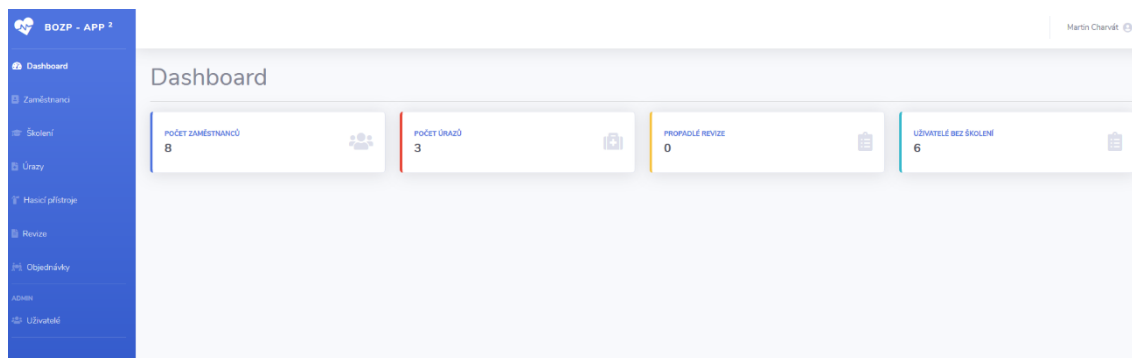 BOZP - APP ²
Martin Charvát
Dashboard
Zaměstnanci
Školení
Úrazy
Hasicí přístroje
Revize
Objednávky
ADMIN
Uživatelé
Dashboard
POČET ZAMĚSTNANCŮ
8
POČET ÚRAZŮ
3
PROPADLÉ REVIZE
0
UŽIVATELÉ BEZ ŠKOLENÍ
6